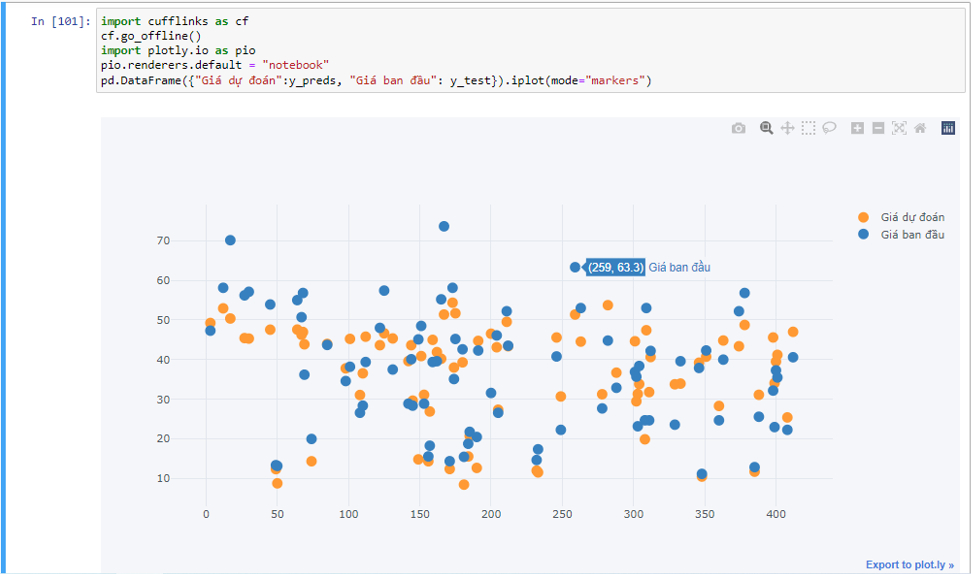 In [101]: import cufflinks as cf
cf.go_offline()
import plotly.io as pio
pio.renderers.default = "notebook"
pd.DataFrame({"Giá dự đoán":y_preds, "Giá ban đầu": y_test}).iplot(mode="markers")
Giá dự đoán
Giá ban đầu
(259, 63.3) Giá ban đầu
70
60
50
40
30
20
10
0 50 100 150 200 250 300 350 400
Export to plot.ly »